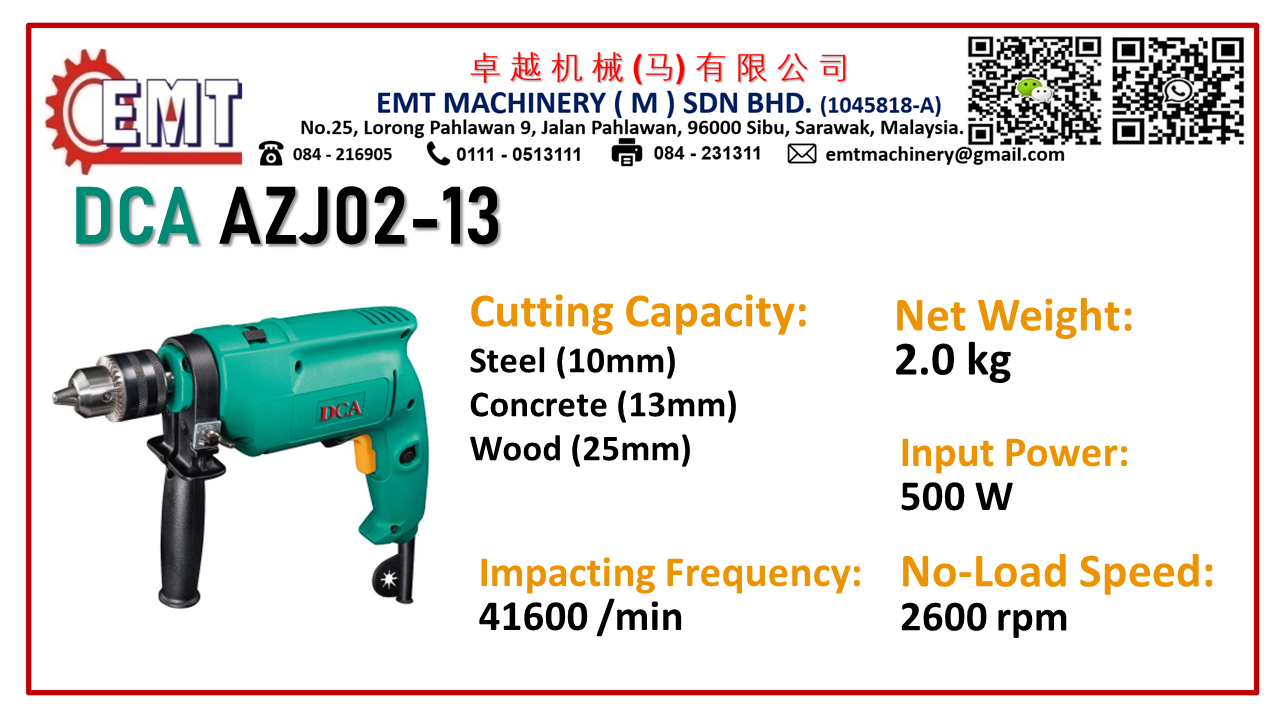 EMT
卓越机械(马)有限公司
EMT MACHINERY ( M ) SDN BHD. (1045818-A)
No.25, Lorong Pahlawan 9, Jalan Pahlawan, 96000 Sibu, Sarawak, Malaysia.
084 - 216905 0111 - 0513111 084 - 231311 emtmachinery@gmail.com
DCA AZJ02-13
DCA
Cutting Capacity:
Steel (10mm)
Concrete (13mm)
Wood (25mm)
Net Weight:
2.0 kg
Input Power:
500 W
Impacting Frequency:
41600 /min
No-Load Speed:
2600 rpm